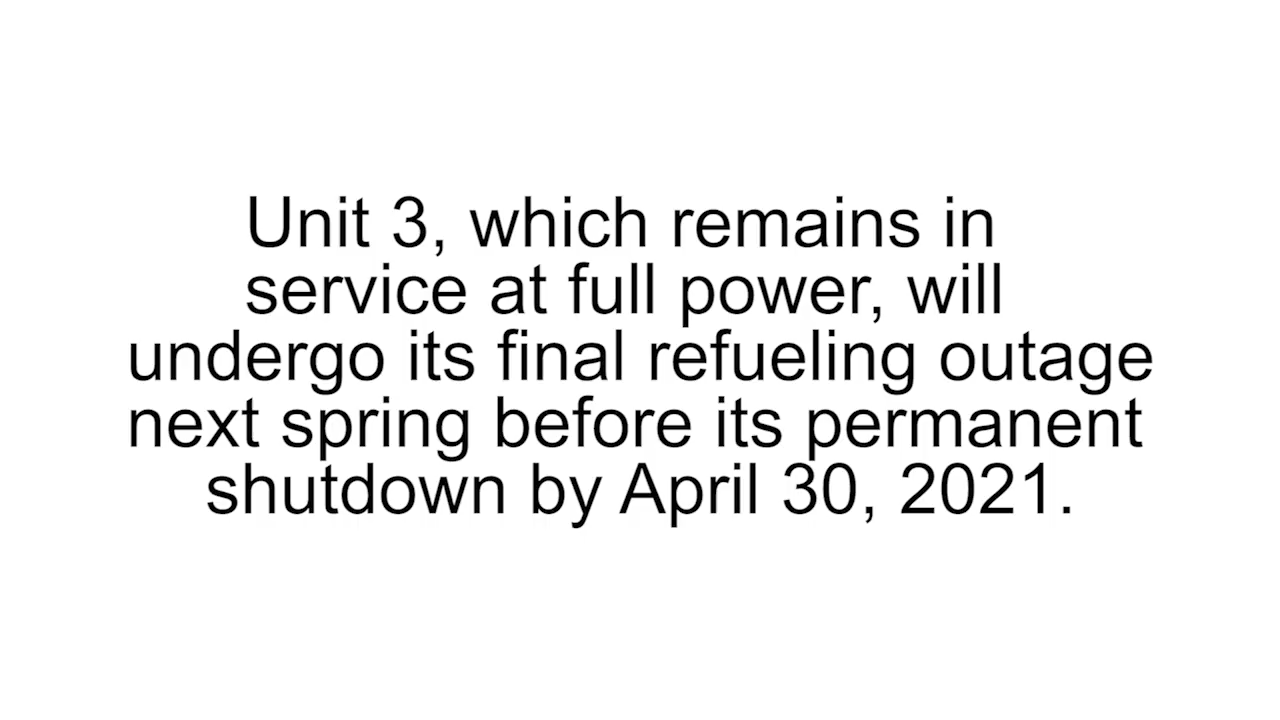 Unit 3, which remains in
service at full power, will
undergo its final refueling outage
next spring before its permanent
shutdown by April 30, 2021.